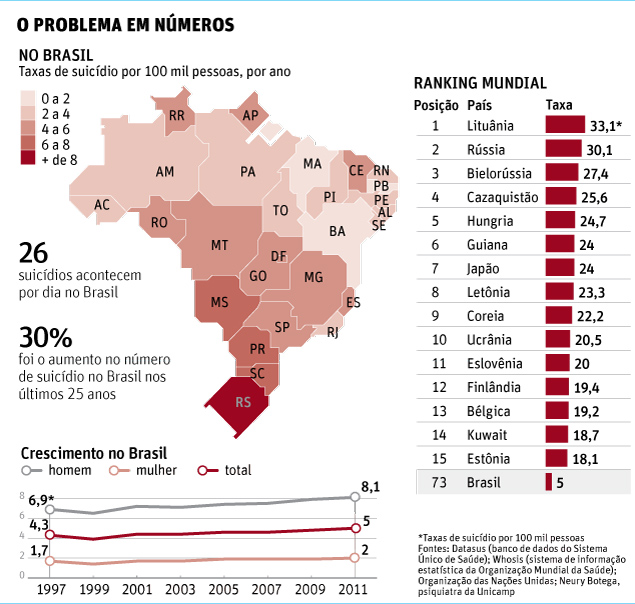 O PROBLEMA EM NÚMEROS
NO BRASIL
Taxas de suicídio por 100 mil pessoas, por ano
0 a 2
2 a 4
4 a 6
6 a 8
+ de 8
RR
AP
AM
PA
MA
CE
RN
PB
PE
AL
SE
PI
AC
RO
TO
BA
MT
DF
GO
MG
MS
ES
SP
RJ
PR
SC
RS
26
suicídios acontecem
por dia no Brasil
30%
foi o aumento no número
de suicídio no Brasil nos
últimos 25 anos
Crescimento no Brasil
homem mulher total
8
6
4
2
0
6,9*
8,1
4,3
5
1,7
2
1997 1999 2001 2003 2005 2007 2009 2011
RANKING MUNDIAL
Posição País Taxa
1 Lituânia 33,1*
2 Rússia 30,1
3 Bielorússia 27,4
4 Cazaquistão 25,6
5 Hungria 24,7
6 Guiana 24
7 Japão 24
8 Letônia 23,3
9 Coreia 22,2
10 Ucrânia 20,5
11 Eslovênia 20
12 Finlândia 19,4
13 Bélgica 19,2
14 Kuwait 18,7
15 Estônia 18,1
73 Brasil 5
*Taxas de suicídio por 100 mil pessoas
Fontes: Datasus (banco de dados do Sistema
Único de Saúde); Whosis (sistema de informação
estatística da Organização Mundial da Saúde);
Organização das Nações Unidas; Neury Botega,
psiquiatra da Unicamp